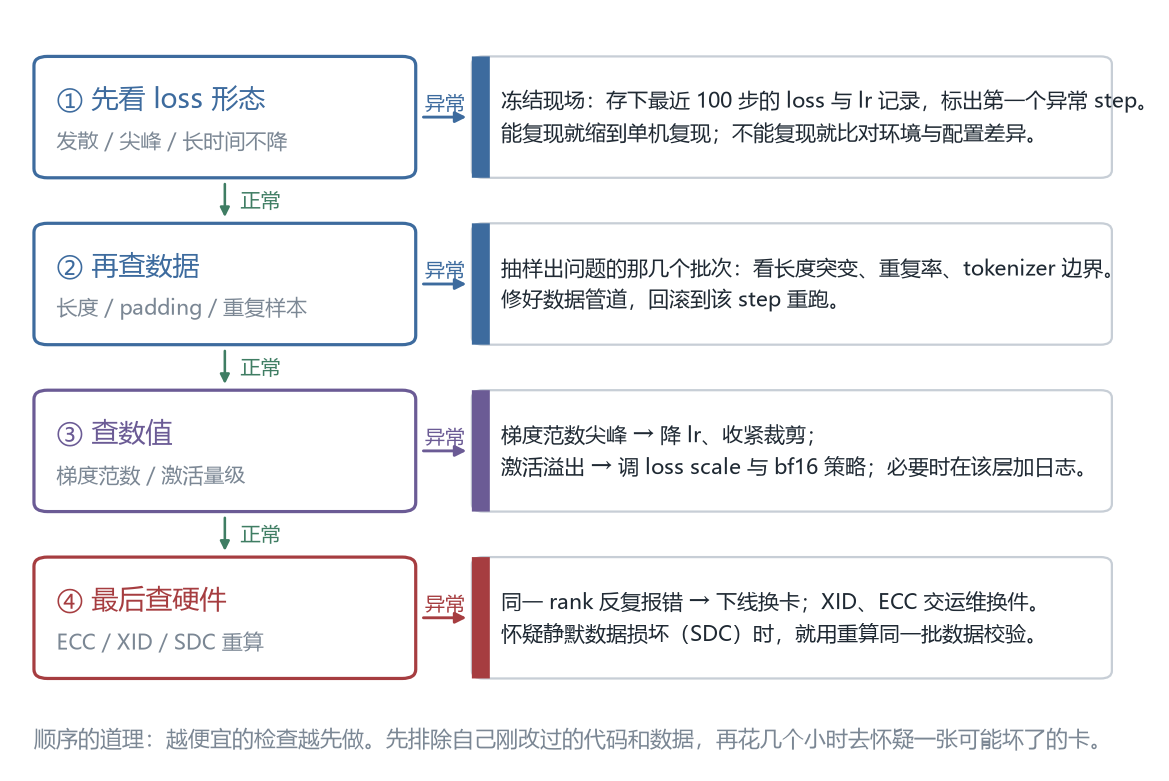 ① 先看 loss 形态
发散 / 尖峰 / 长时间不降
异常
冻结现场：存下最近 100 步的 loss 与 lr 记录，标出第一个异常 step。
能复现就缩到单机复现；不能复现就比对环境与配置差异。
正常
② 再查数据
长度 / padding / 重复样本
异常
抽样出问题的那几个批次：看长度突变、重复率、tokenizer 边界。
修好数据管道，回滚到该 step 重跑。
正常
③ 查数值
梯度范数 / 激活量级
异常
梯度范数尖峰 → 降 lr、收紧裁剪；
激活溢出 → 调 loss scale 与 bf16 策略；必要时在该层加日志。
正常
④ 最后查硬件
ECC / XID / SDC 重算
异常
同一 rank 反复报错 → 下线换卡；XID、ECC 交运维换件。
怀疑静默数据损坏（SDC）时，就用重算同一批数据校验。
顺序的道理：越便宜的检查越先做。先排除自己刚改过的代码和数据，再花几个小时去怀疑一张可能坏了的卡。